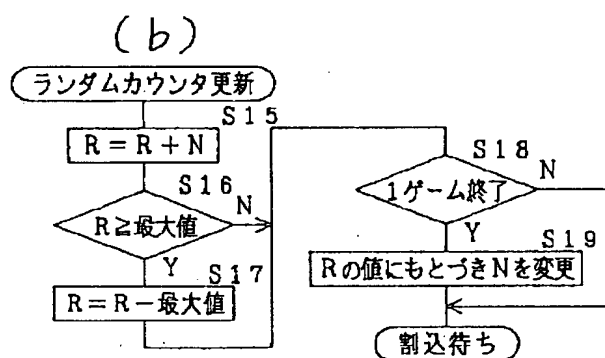 (b)
ランダムカウンタ更新
S15
R=R+N
S16
R≧最大値
N
Y
S17
R=R−最大値
S18
1ゲーム終了
N
Y
S19
Rの値にもとづきNを変更
割込待ち